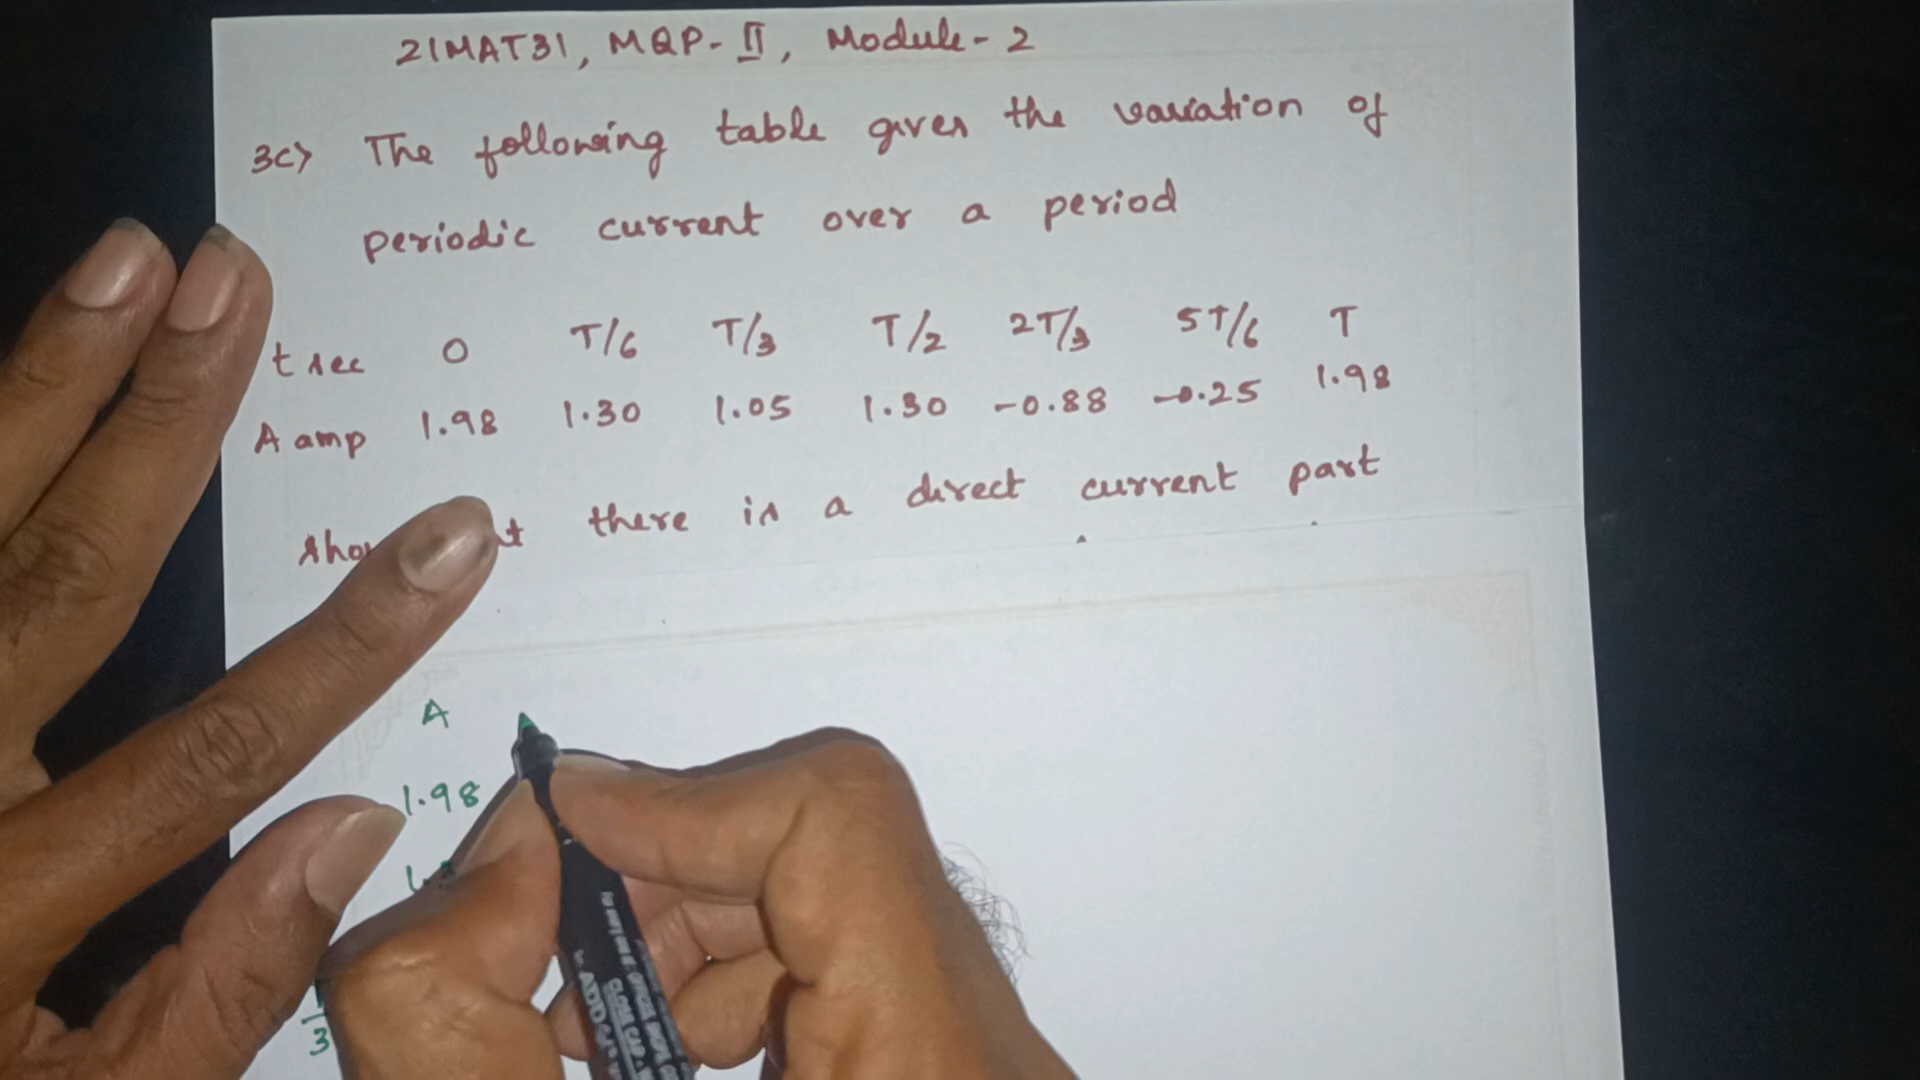 21MAT31, MQP-II, Module-2
3c> The following table gives the variation of
periodic current over a period
t sec 0 T/6 T/3 T/2 2T/3 5T/6 T
A amp 1.98 1.30 1.05 1.30 -0.88 -0.25 1.98
there is a direct current part
A
1.98
3